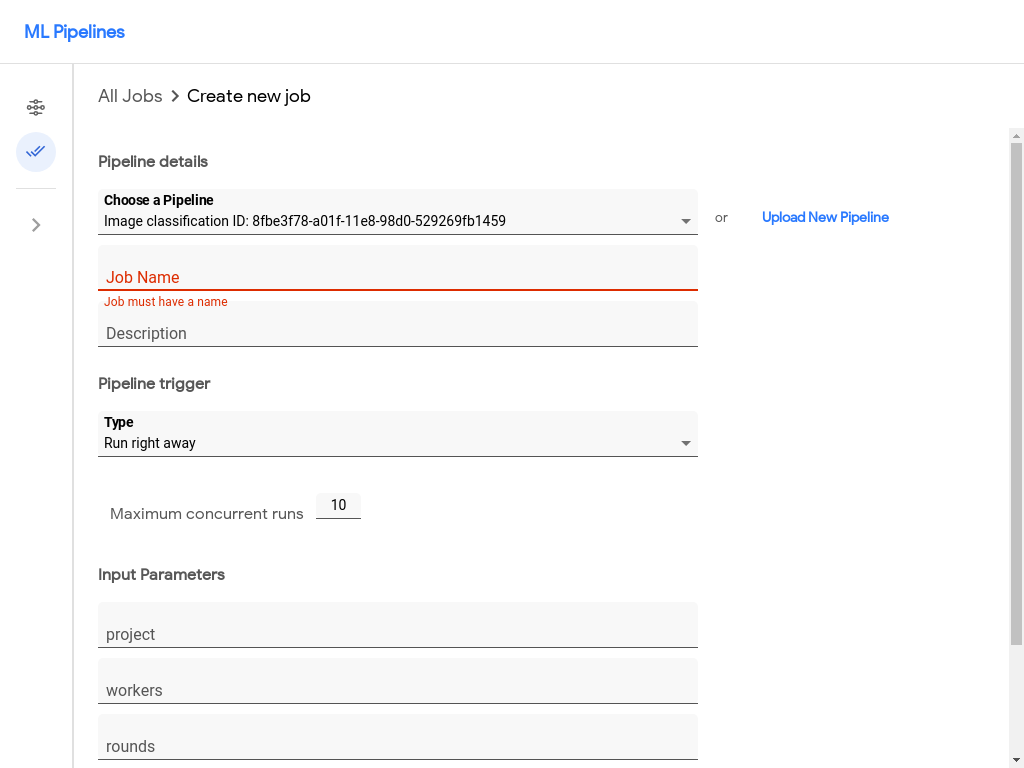 ML Pipelines
All Jobs > Create new job
Pipeline details
Choose a Pipeline
Image classification ID: 8fbe3f78-a01f-11e8-98d0-529269fb1459
or
Upload New Pipeline
Job Name
Job must have a name
Description
Pipeline trigger
Type
Run right away
Maximum concurrent runs 10
Input Parameters
project
workers
rounds